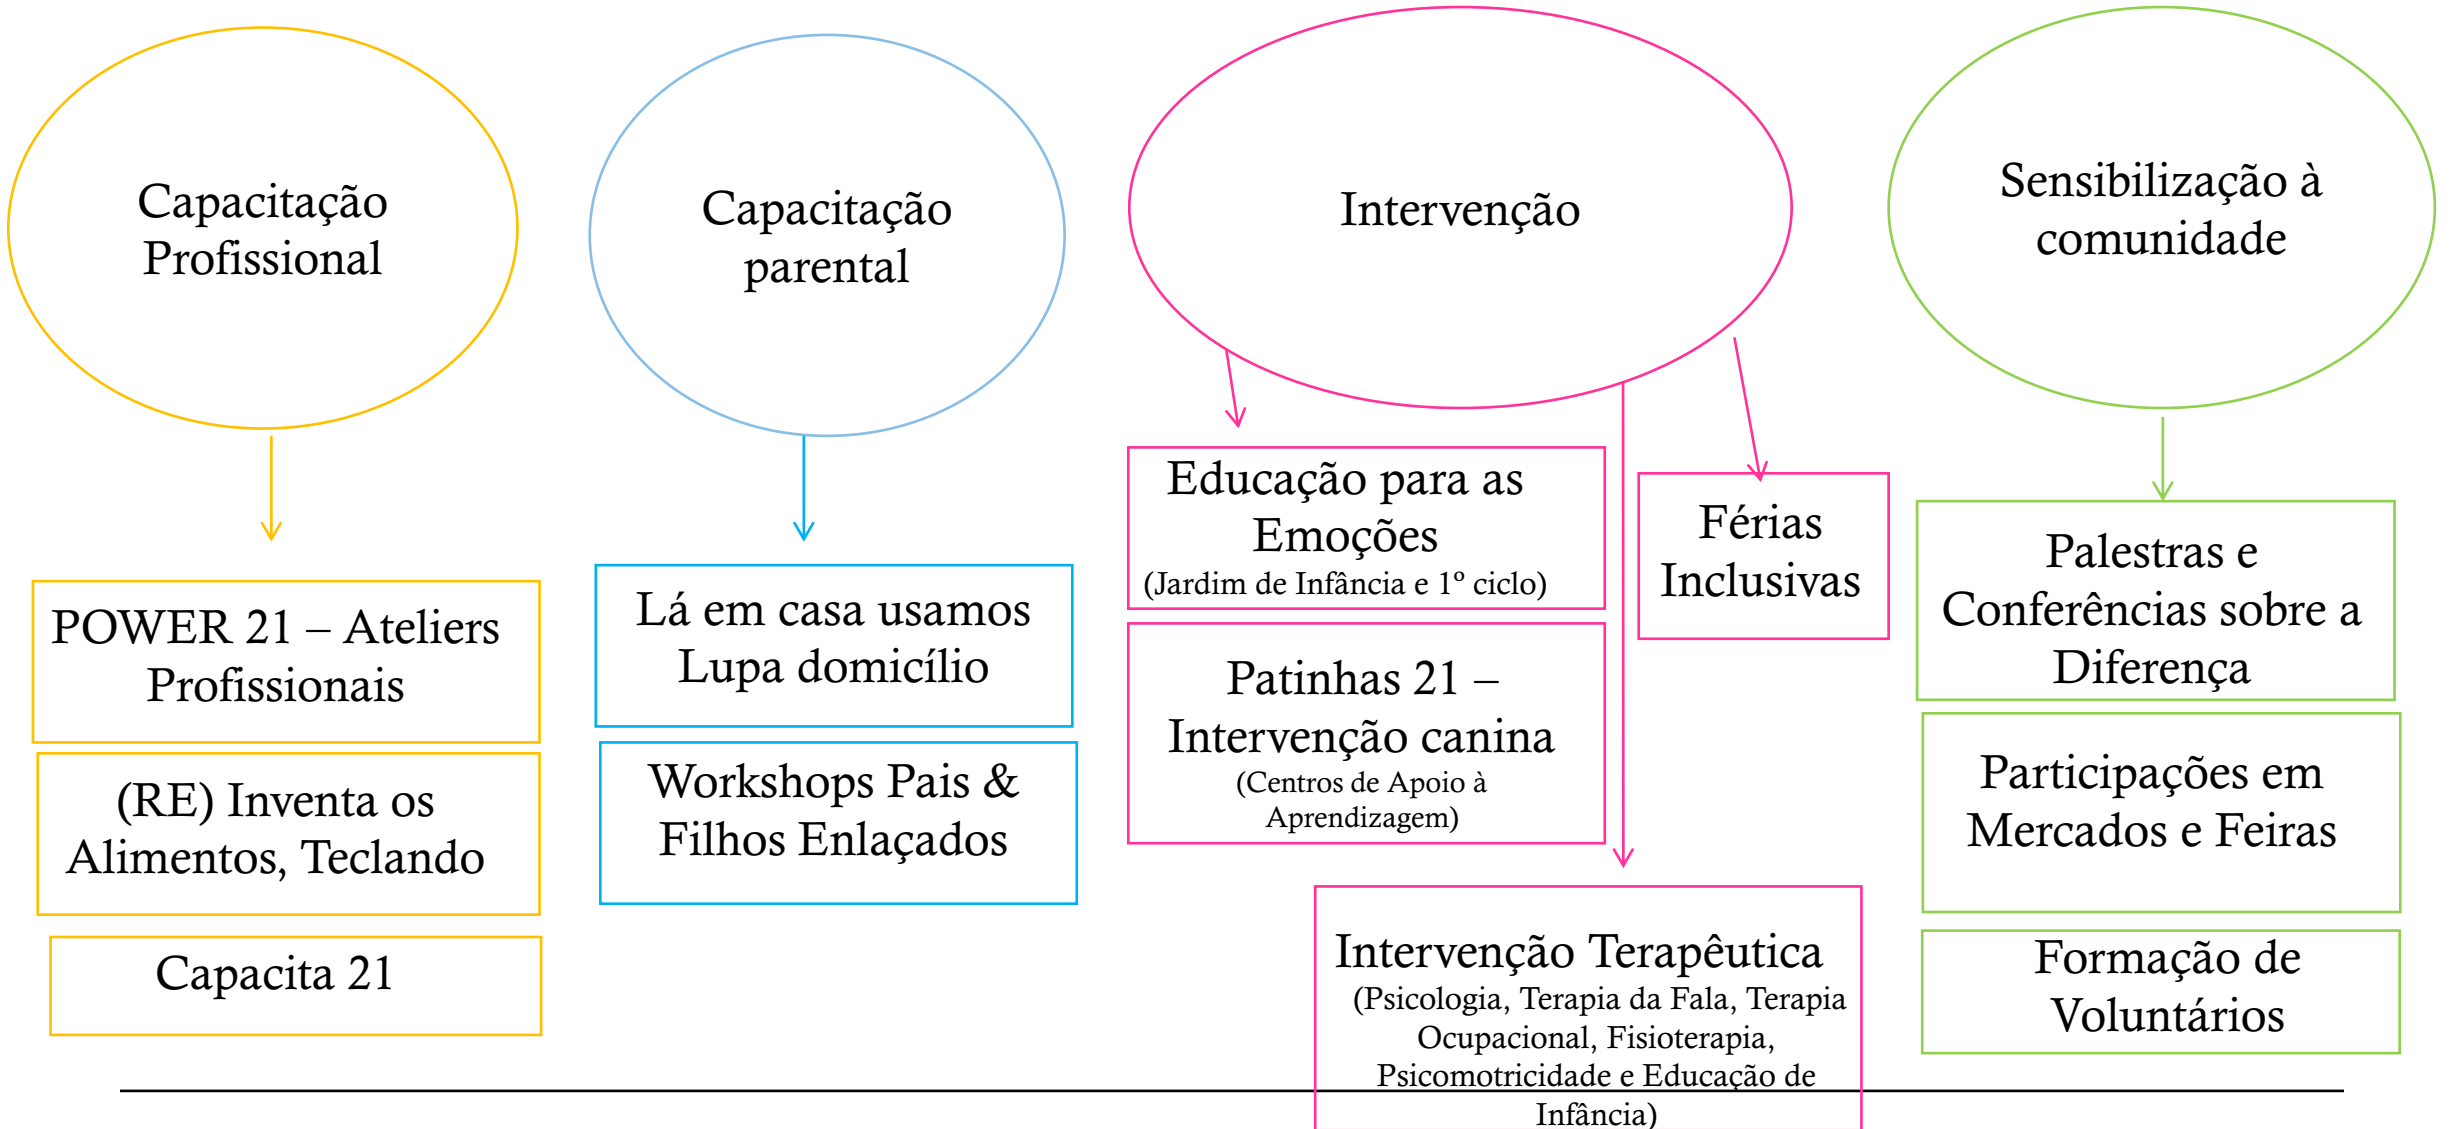 Capacitação
Profissional
POWER 21 – Ateliers
Profissionais
(RE) Inventa os
Alimentos, Teclando
Capacita 21
Capacitação
parental
Lá em casa usamos
Lupa domicílio
Workshops Pais &
Filhos Enlaçados
Intervenção
Educação para as
Emoções
(Jardim de Infância e 1º ciclo)
Patinhas 21 –
Intervenção canina
(Centros de Apoio à
Aprendizagem)
Férias
Inclusivas
Intervenção Terapêutica
(Psicologia, Terapia da Fala, Terapia
Ocupacional, Fisioterapia,
Psicomotricidade e Educação de
Infância)
Sensibilização à
comunidade
Palestras e
Conferências sobre a
Diferença
Participações em
Mercados e Feiras
Formação de
Voluntários